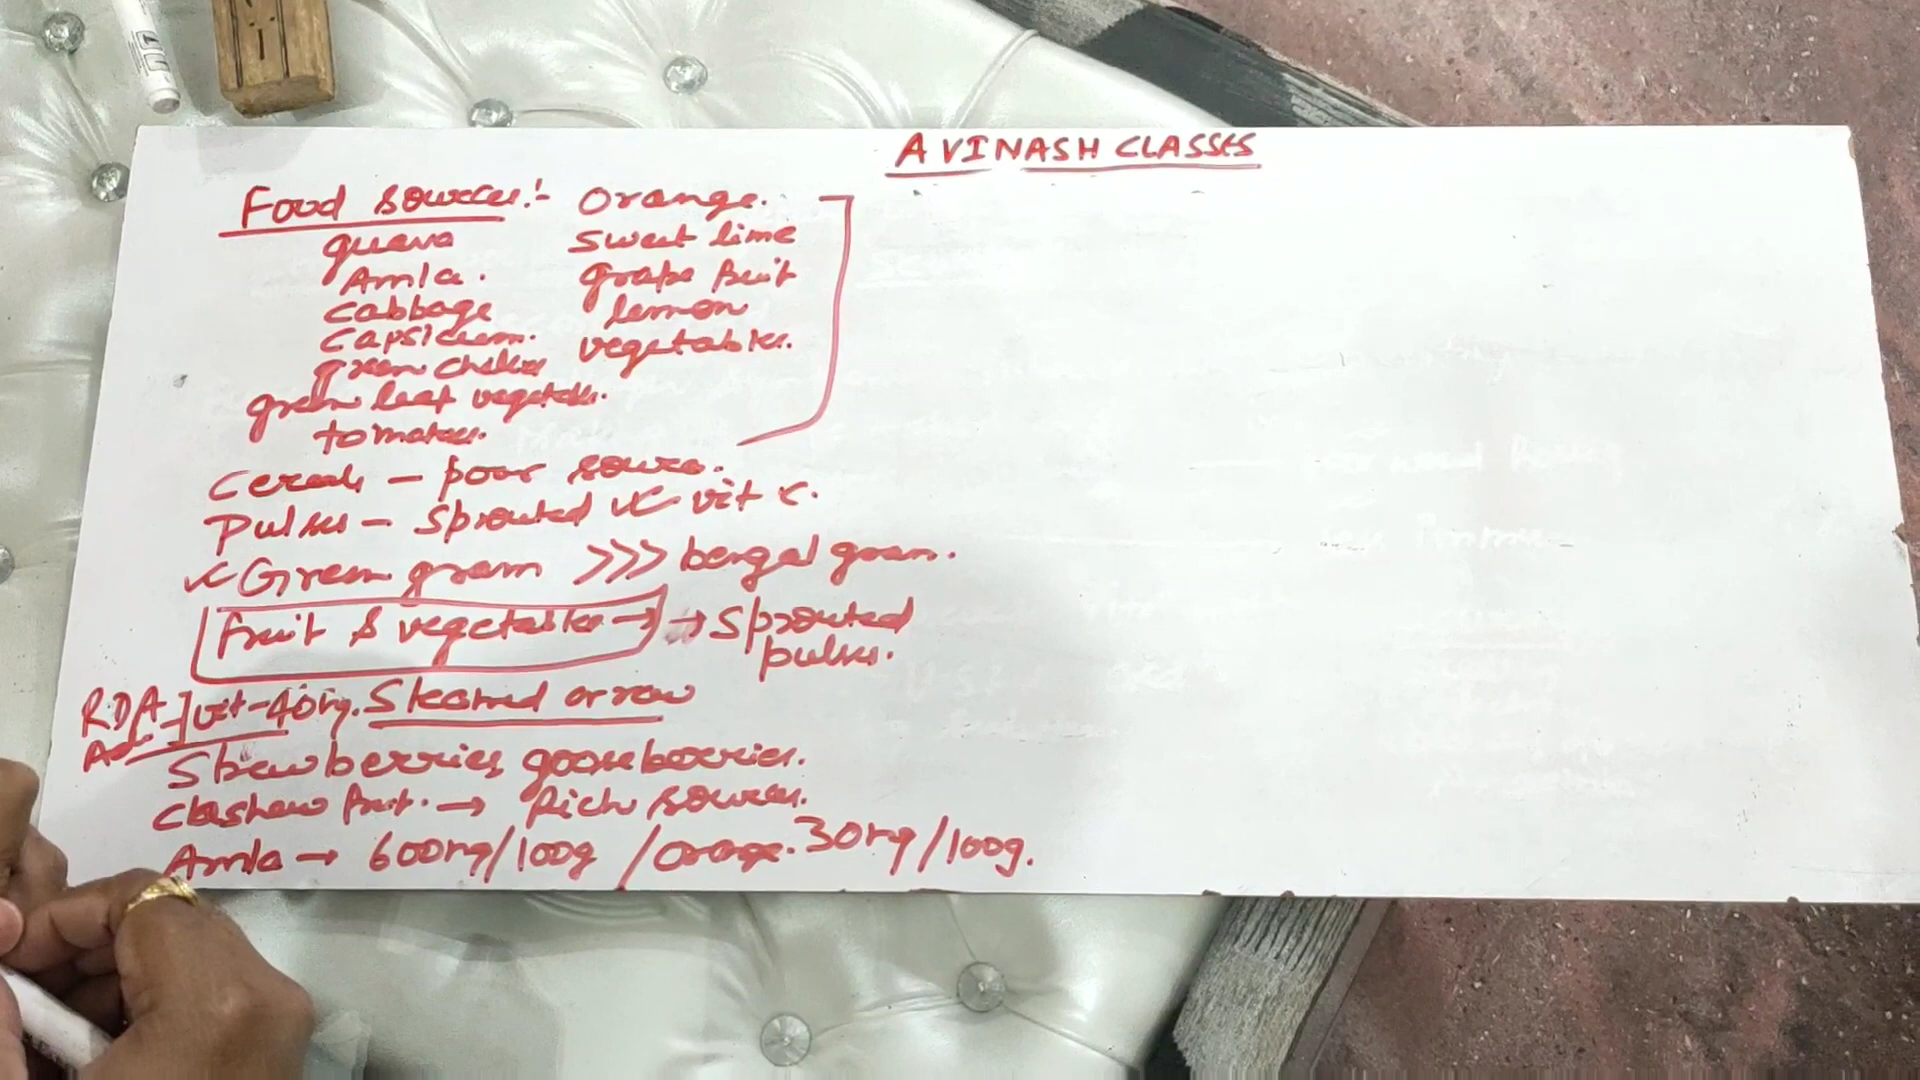 AVINASH CLASSES
Food sources:- Orange.
guava sweet lime
Amla. grape fruit
cabbage lemon
capsicum. vegetables.
green chilies
green leaf vegetable.
tomatoes.
Cereals - poor source.
Pulses - sprouted vit c.
Green gram >>> bengal gram.
Fruit & vegetables → → Sprouted
pulses.
RDA vit-40mg. Steamed or raw
Strawberries gooseberries.
Cashew fruit. → Rich sources.
Amla → 600mg/100g /Orange. 30mg/100g.